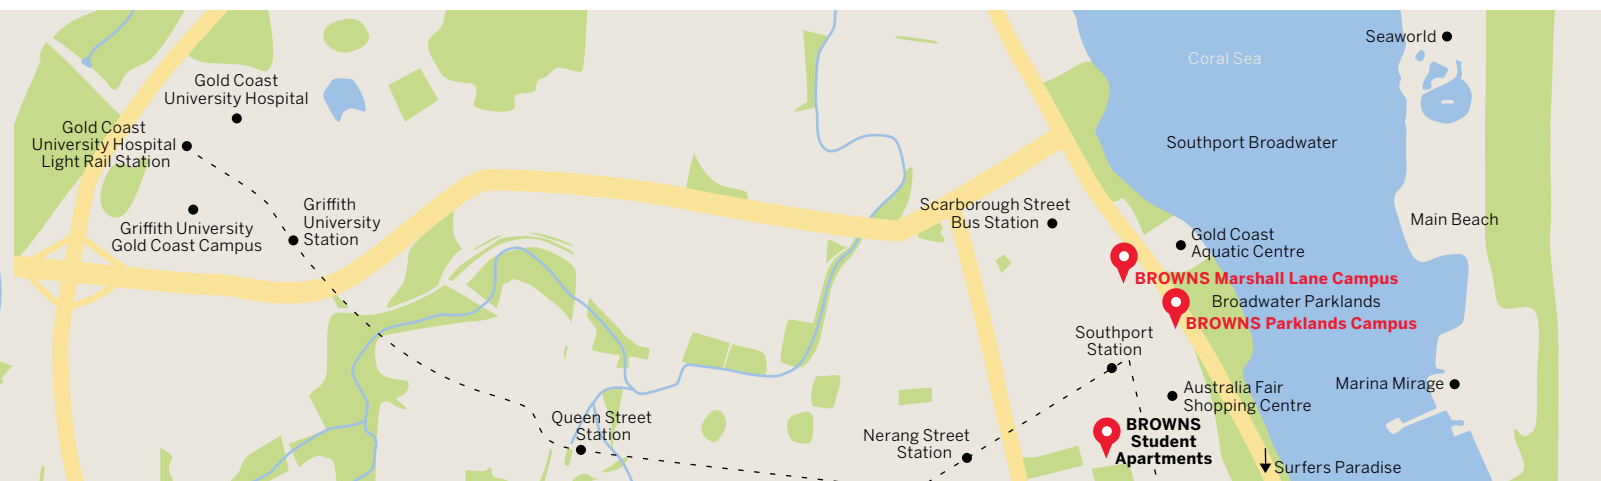 Seaworld
Coral Sea
Gold Coast
University Hospital
Gold Coast
University Hospital
Light Rail Station
Southport Broadwater
Griffith
University
Station
Scarborough Street
Bus Station
Main Beach
Griffith University
Gold Coast Campus
Gold Coast
Aquatic Centre
BROWNS Marshall Lane Campus
Broadwater Parklands
BROWNS Parklands Campus
Southport
Station
Marina Mirage
Australia Fair
Shopping Centre
Queen Street
Station
Nerang Street
Station
BROWNS
Student
Apartments
Surfers Paradise